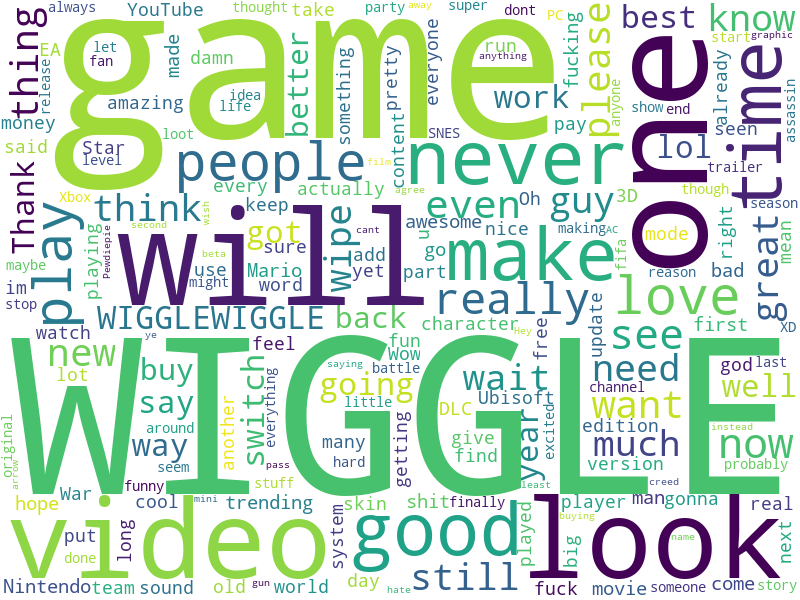 game
WIGGLE
will
one
look
video
never
make
good
people
time
love
play
now
thing
think
even
really
guy
know
see
want
please
still
great
new
back
wait
need
much
well
going
say
buy
way
switch
year
wipe
got
work
best
better
lol
WIGGLEWIGGLE
Thank
YouTube
always
thought
take
party
super
dont
PC
away
start
graphic
EA
let
fan
made
damn
idea
life
run
anything
everyone
something
pretty
fucking
anyone
show
end
already
assassin
release
amazing
money
said
Star
level
loot
content
SNES
pay
seen
trailer
Xbox
film
every
actually
agree
Oh
3D
though
season
wish
keep
awesome
nice
making
AC
mode
right
mean
maybe
im
stop
playing
Pewdiepie
second
cant
sure
u
go
part
fifa
reason
bad
use
might
Mario
word
beta
add
yet
watch
ye
feel
fun
Wow
character
Hey
free
update
first
XD
god
last
channel
lot
another
everything
saying
battle
little
DLC
Ubisoft
excited
edition
version
probably
instead
original
arrow
around
seem
many
hard
getting
give
find
least
creed
War
funny
pass
stuff
hope
cool
mini
trending
skin
shit
finally
player
man
gonna
real
next
put
long
done
system
played
big
buying
name
Nintendo
team
sound
old
gun
world
day
hate
fuck
movie
someone
come
story